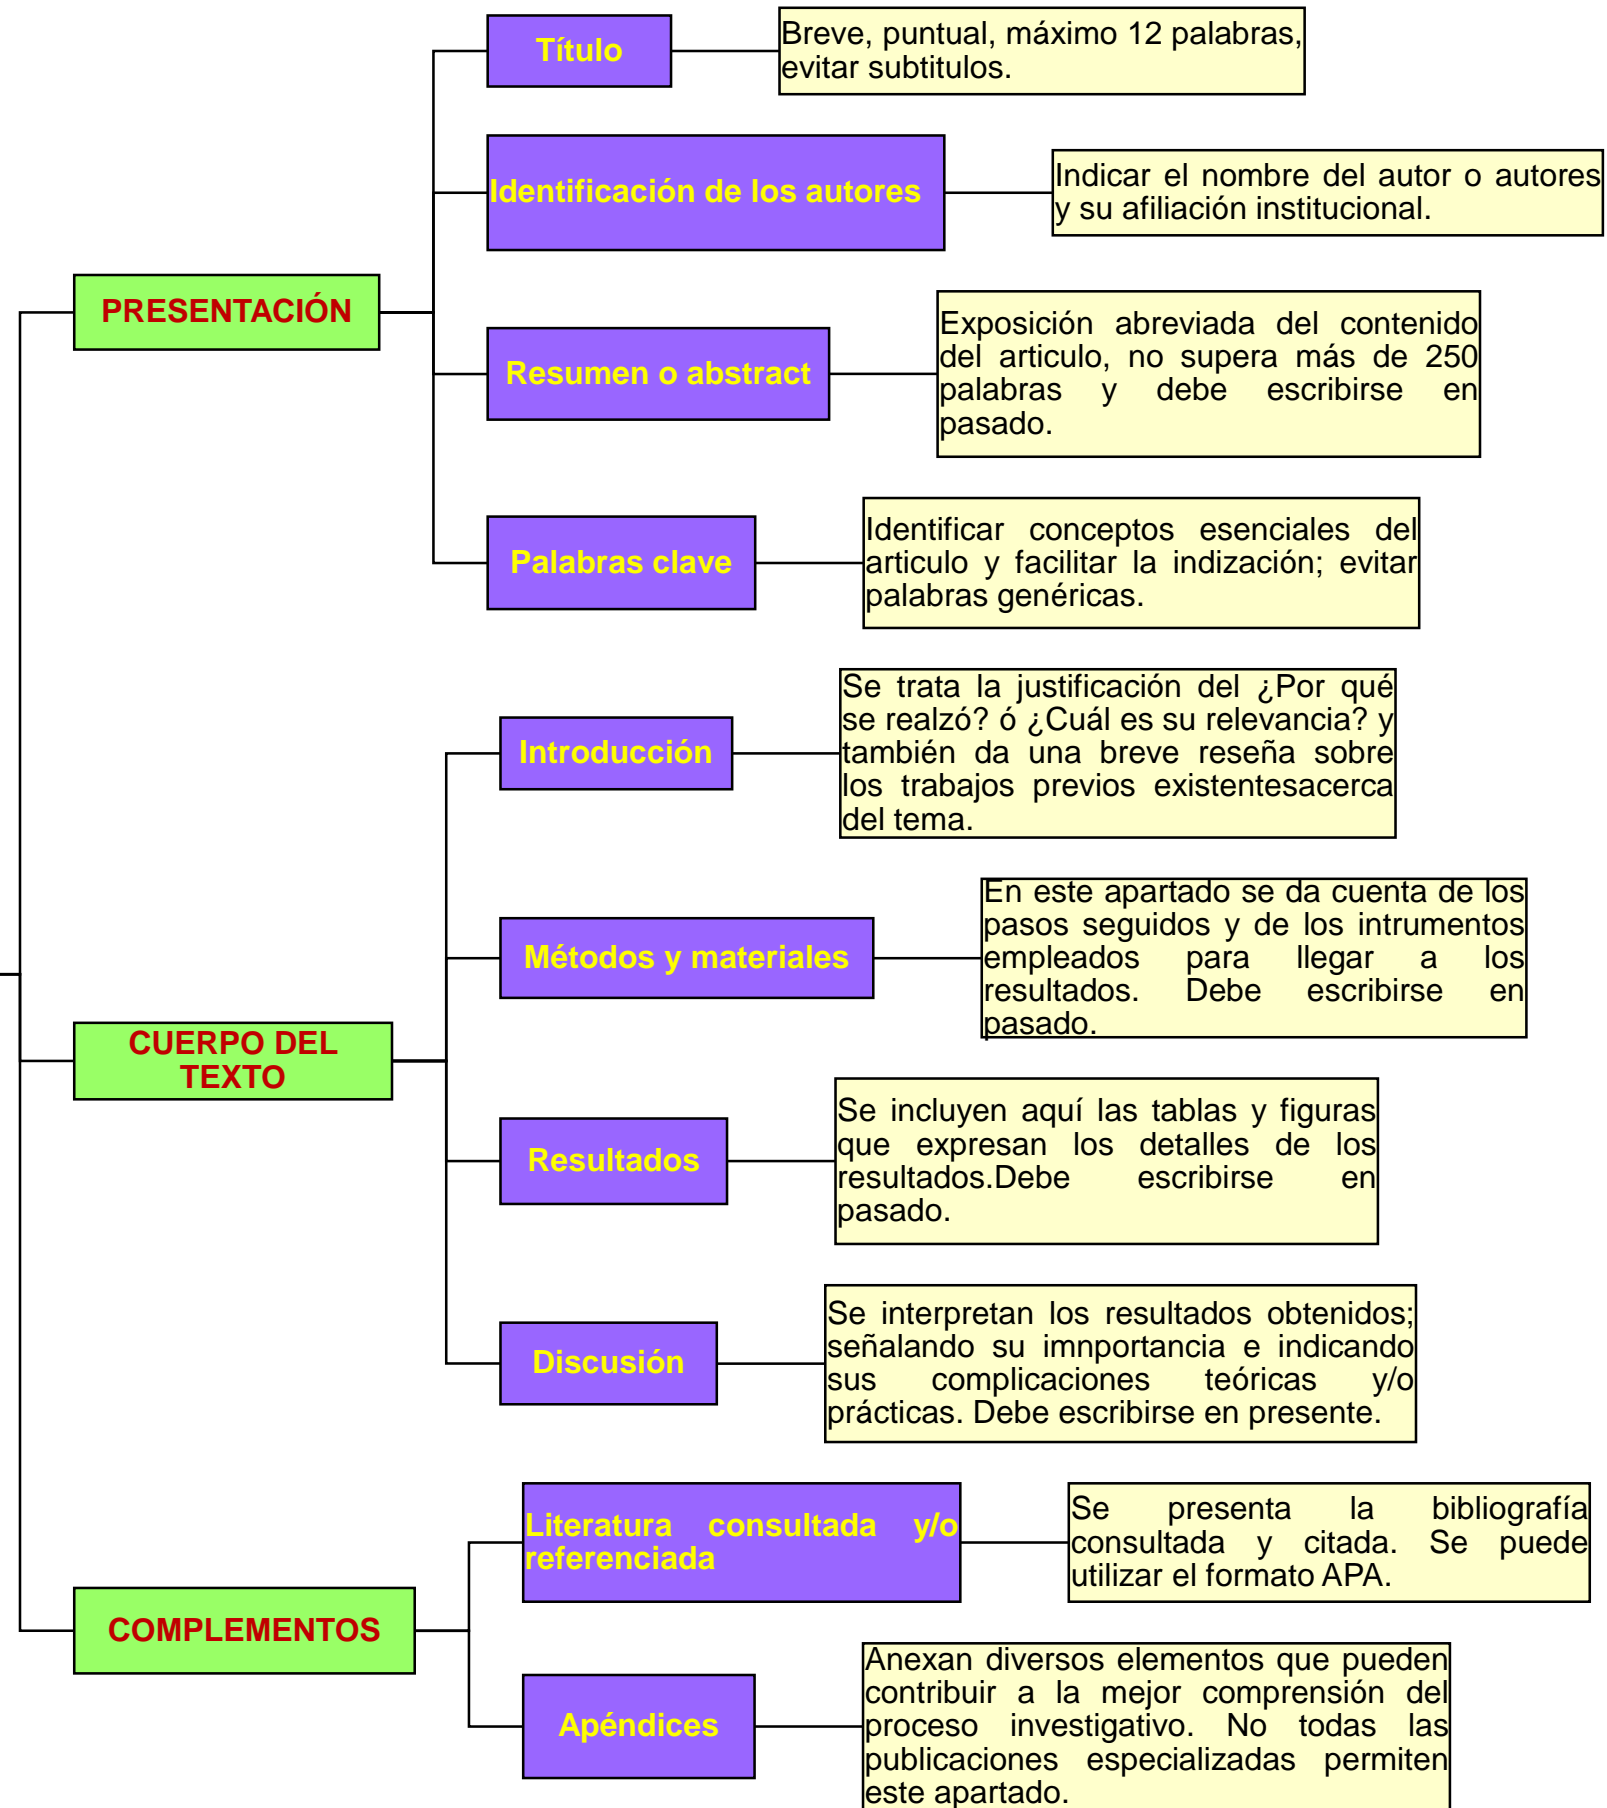 Título
Breve, puntual, máximo 12 palabras,
evitar subtitulos.
Identificación de los autores
Indicar el nombre del autor o autores
y su afiliación institucional.
PRESENTACIÓN
Resumen o abstract
Exposición abreviada del contenido
del articulo, no supera más de 250
palabras y debe escribirse en
pasado.
Palabras clave
Identificar conceptos esenciales del
articulo y facilitar la indización; evitar
palabras genéricas.
Introducción
Se trata la justificación del ¿Por qué
se realzó? ó ¿Cuál es su relevancia? y
también da una breve reseña sobre
los trabajos previos existentesacerca
del tema.
Métodos y materiales
En este apartado se da cuenta de los
pasos seguidos y de los intrumentos
empleados para llegar a los
resultados. Debe escribirse en
pasado.
CUERPO DEL
TEXTO
Resultados
Se incluyen aquí las tablas y figuras
que expresan los detalles de los
resultados.Debe escribirse en
pasado.
Discusión
Se interpretan los resultados obtenidos;
señalando su imnportancia e indicando
sus complicaciones teóricas y/o
prácticas. Debe escribirse en presente.
Literatura consultada y/o
referenciada
Se presenta la bibliografía
consultada y citada. Se puede
utilizar el formato APA.
COMPLEMENTOS
Apéndices
Anexan diversos elementos que pueden
contribuir a la mejor comprensión del
proceso investigativo. No todas las
publicaciones especializadas permiten
este apartado.